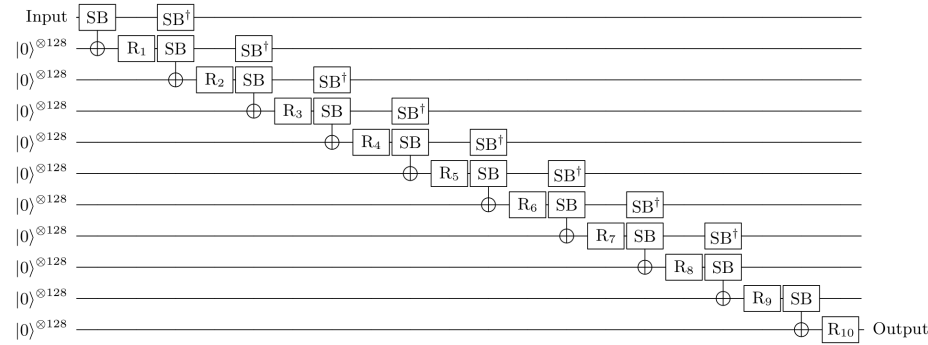 Input SB SB†
|0⟩⊗128 R₁ SB SB†
|0⟩⊗128 R₂ SB SB†
|0⟩⊗128 R₃ SB SB†
|0⟩⊗128 R₄ SB SB†
|0⟩⊗128 R₅ SB SB†
|0⟩⊗128 R₆ SB SB†
|0⟩⊗128 R₇ SB SB†
|0⟩⊗128 R₈ SB
|0⟩⊗128 R₉ SB
|0⟩⊗128 R₁₀ Output